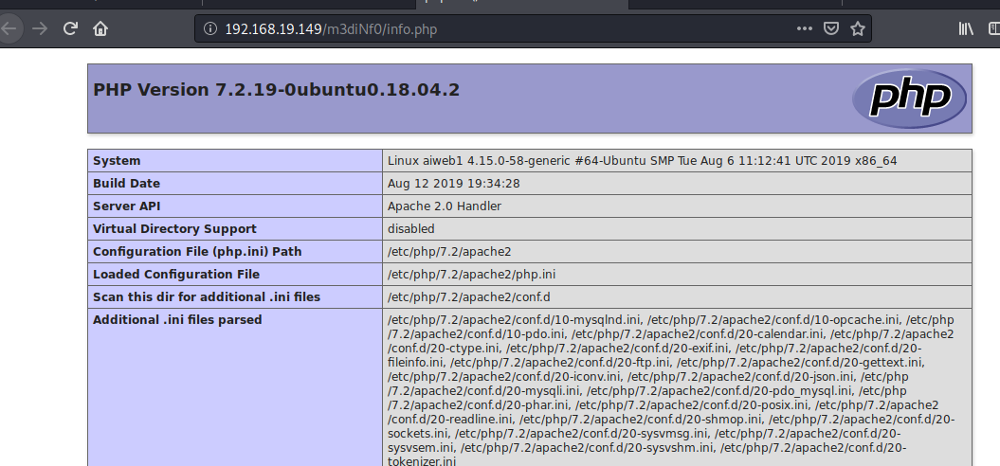 192.168.19.149/m3diNf0/info.php
PHP Version 7.2.19-0ubuntu0.18.04.2
php
System Linux aiweb1 4.15.0-58-generic #64-Ubuntu SMP Tue Aug 6 11:12:41 UTC 2019 x86_64
Build Date Aug 12 2019 19:34:28
Server API Apache 2.0 Handler
Virtual Directory Support disabled
Configuration File (php.ini) Path /etc/php/7.2/apache2
Loaded Configuration File /etc/php/7.2/apache2/php.ini
Scan this dir for additional .ini files /etc/php/7.2/apache2/conf.d
Additional .ini files parsed /etc/php/7.2/apache2/conf.d/10-mysqlnd.ini, /etc/php/7.2/apache2/conf.d/10-opcache.ini, /etc/php
/7.2/apache2/conf.d/10-pdo.ini, /etc/php/7.2/apache2/conf.d/20-calendar.ini, /etc/php/7.2/apache2
/conf.d/20-ctype.ini, /etc/php/7.2/apache2/conf.d/20-exif.ini, /etc/php/7.2/apache2/conf.d/20-
fileinfo.ini, /etc/php/7.2/apache2/conf.d/20-ftp.ini, /etc/php/7.2/apache2/conf.d/20-gettext.ini,
/etc/php/7.2/apache2/conf.d/20-iconv.ini, /etc/php/7.2/apache2/conf.d/20-json.ini, /etc/php
/7.2/apache2/conf.d/20-mysqli.ini, /etc/php/7.2/apache2/conf.d/20-pdo_mysql.ini, /etc/php
/7.2/apache2/conf.d/20-phar.ini, /etc/php/7.2/apache2/conf.d/20-posix.ini, /etc/php/7.2/apache2
/conf.d/20-readline.ini, /etc/php/7.2/apache2/conf.d/20-shmop.ini, /etc/php/7.2/apache2/conf.d/20-
sockets.ini, /etc/php/7.2/apache2/conf.d/20-sysvmsg.ini, /etc/php/7.2/apache2/conf.d/20-
sysvsem.ini, /etc/php/7.2/apache2/conf.d/20-sysvshm.ini, /etc/php/7.2/apache2/conf.d/20-
tokenizer.ini